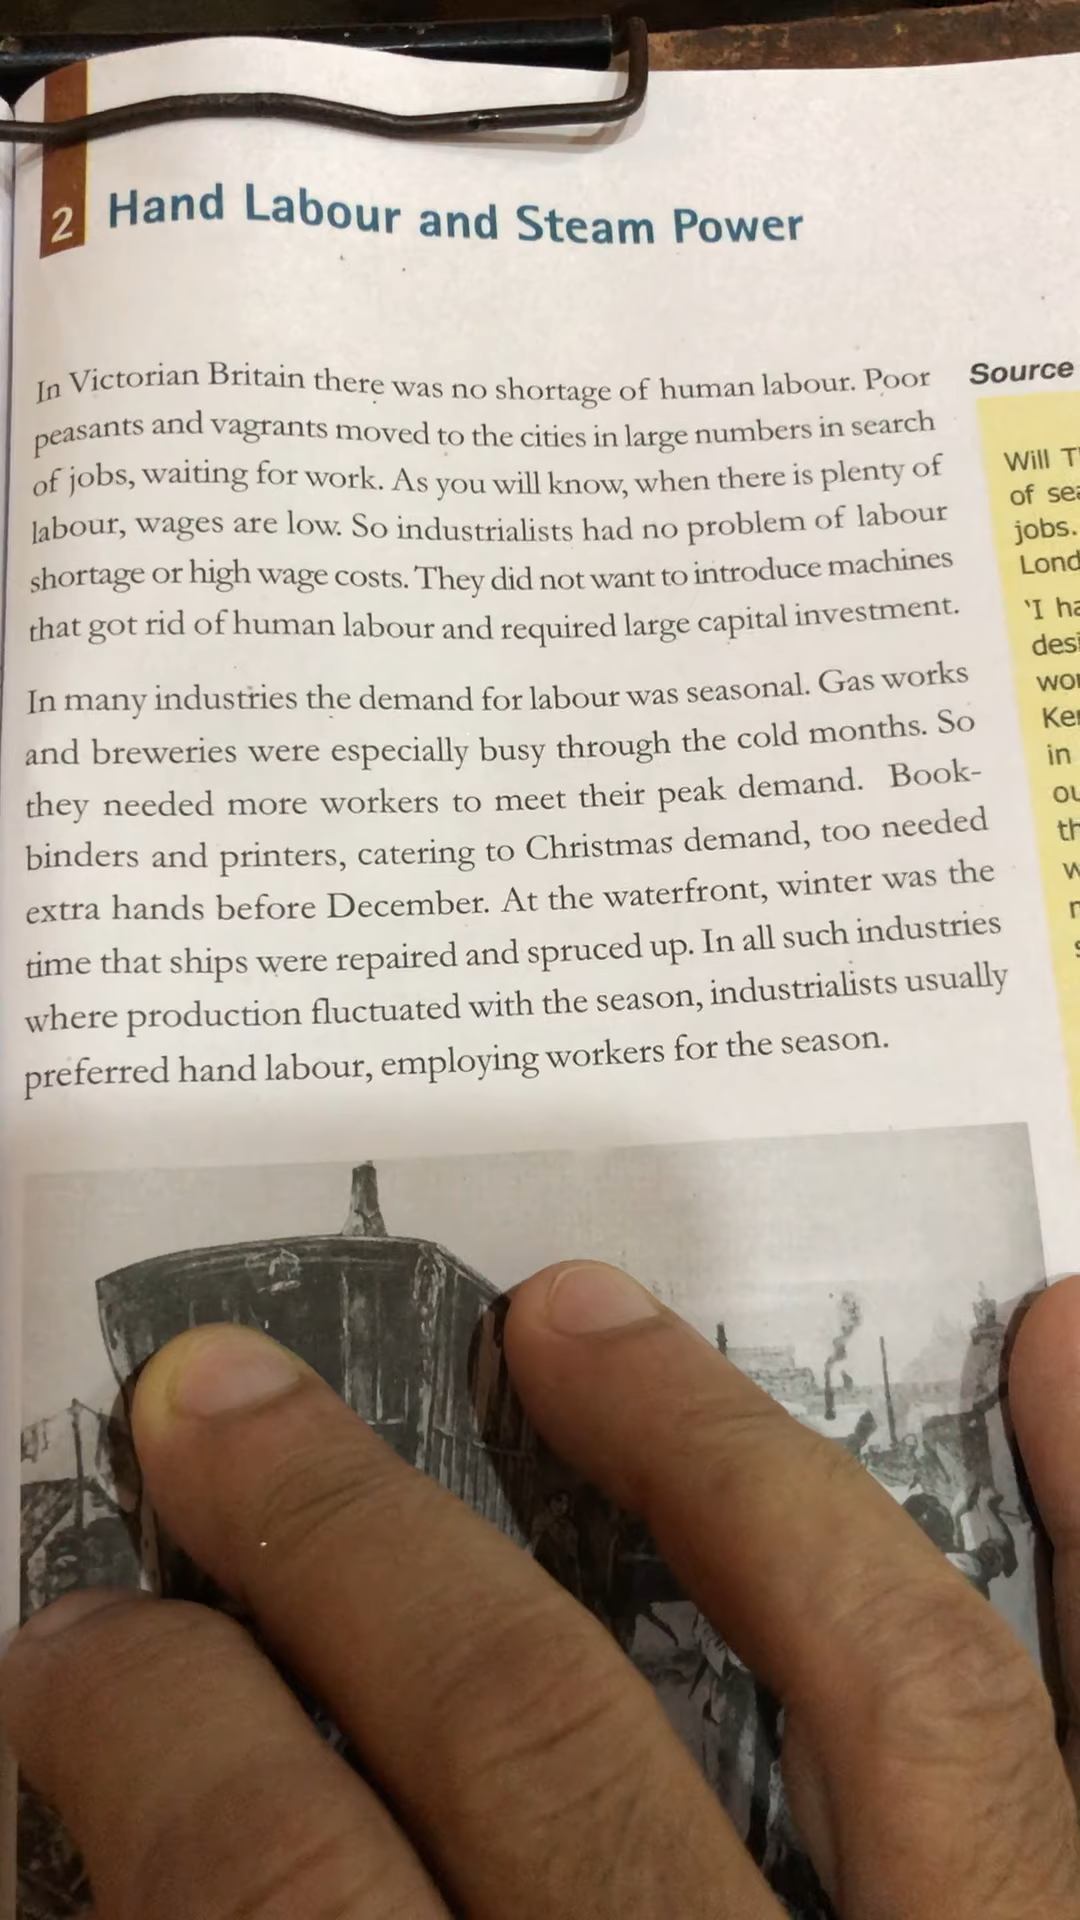 2
Hand Labour and Steam Power
In Victorian Britain there was no shortage of human labour. Poor
peasants and vagrants moved to the cities in large numbers in search
of jobs, waiting for work. As you will know, when there is plenty of
labour, wages are low. So industrialists had no problem of labour
shortage or high wage costs. They did not want to introduce machines
that got rid of human labour and required large capital investment.
In many industries the demand for labour was seasonal. Gas works
and breweries were especially busy through the cold months. So
they needed more workers to meet their peak demand. Book-
binders and printers, catering to Christmas demand, too needed
extra hands before December. At the waterfront, winter was the
time that ships were repaired and spruced up. In all such industries
where production fluctuated with the season, industrialists usually
preferred hand labour, employing workers for the season.
Source
Will
of
jobs.
'I
in